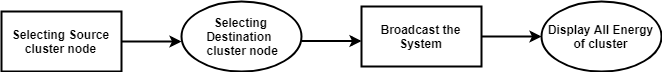 Selecting Source
cluster node
Selecting
Destination
cluster node
Broadcast the
System
Display All Energy
of cluster